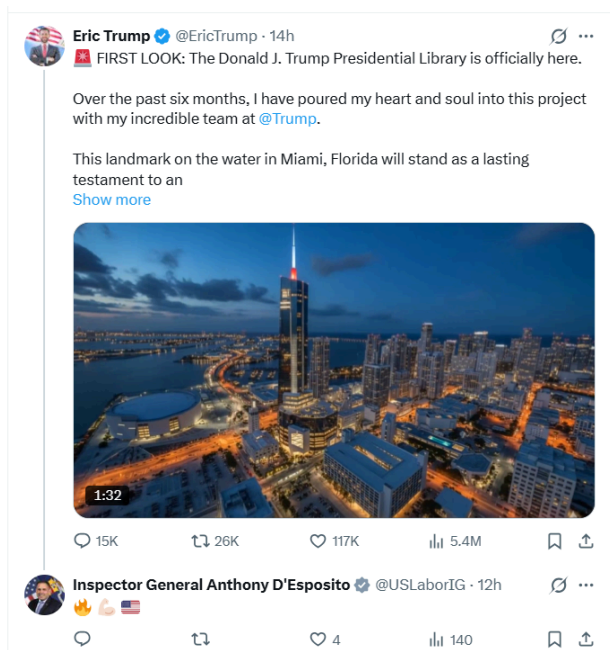 Eric Trump @EricTrump · 14h
🚨 FIRST LOOK: The Donald J. Trump Presidential Library is officially here.
Over the past six months, I have poured my heart and soul into this project
with my incredible team at @Trump.
This landmark on the water in Miami, Florida will stand as a lasting
testament to an
Show more
1:32
15K 26K 117K 5.4M
Inspector General Anthony D'Esposito @USLaborIG · 12h
🔥💪🏻🇺🇸
4 140